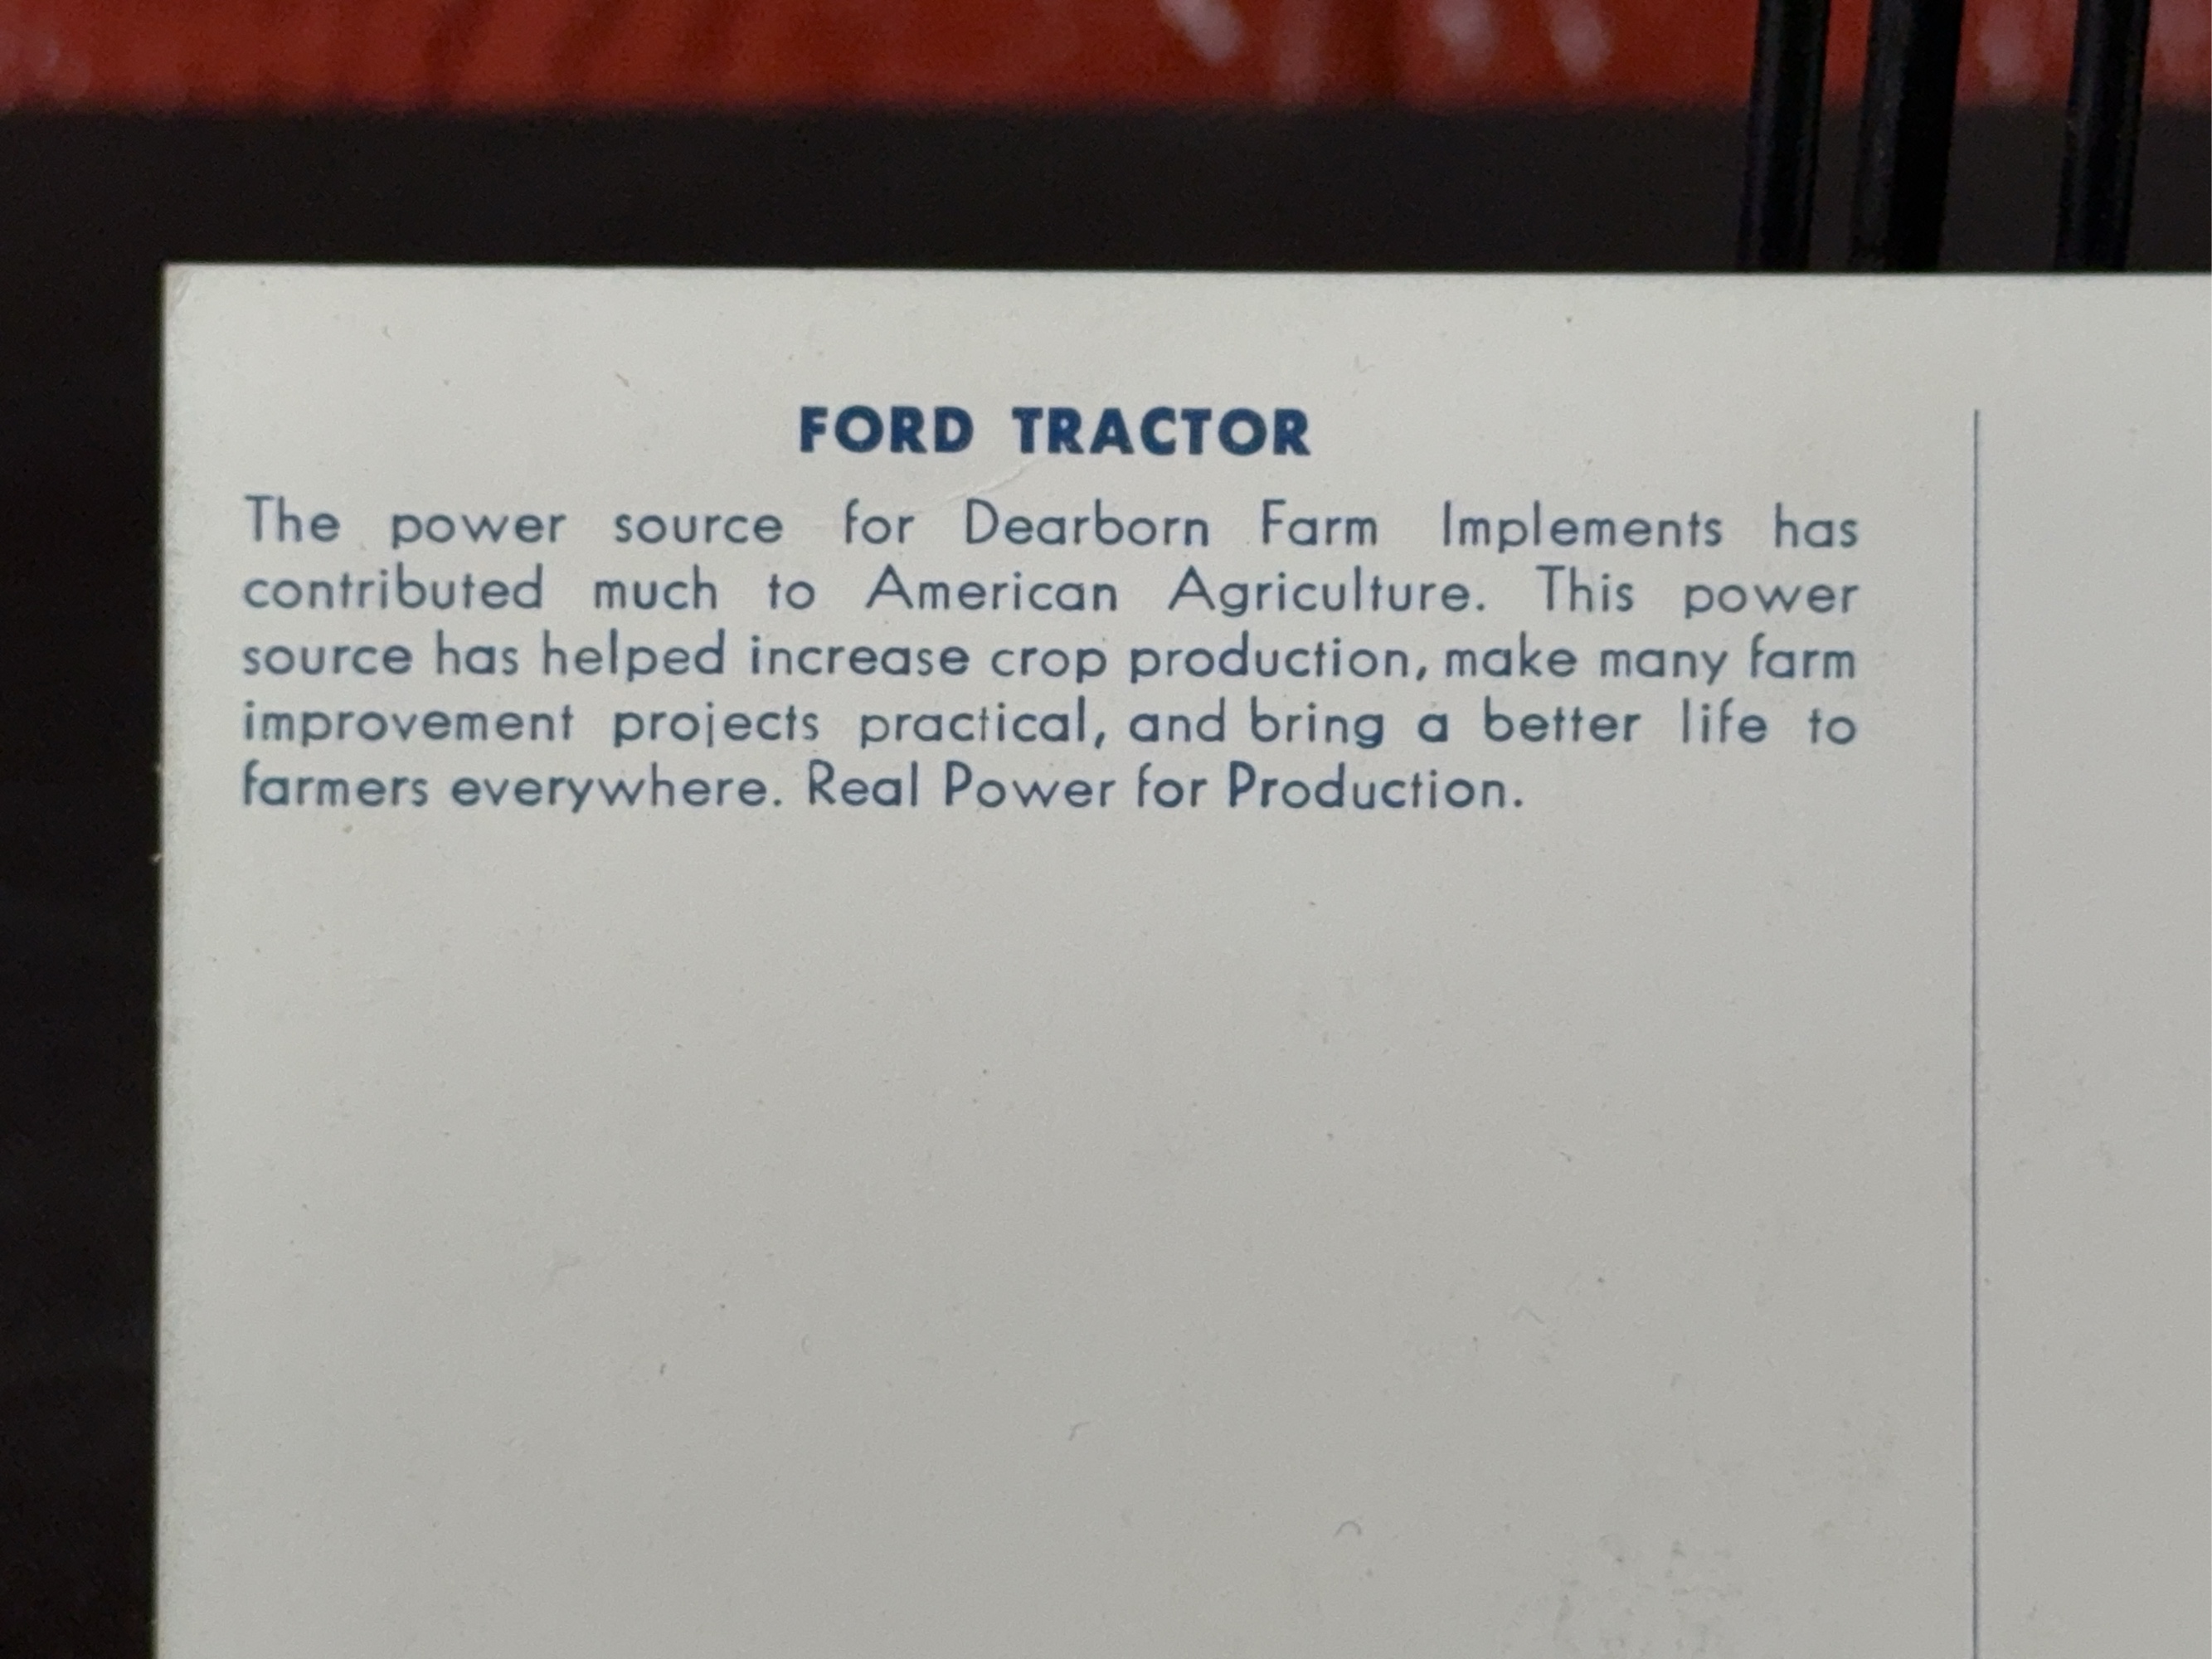 FORD TRACTOR
The power source for Dearborn Farm Implements has
contributed much to American Agriculture. This power
source has helped increase crop production, make many farm
improvement projects practical, and bring a better life to
farmers everywhere. Real Power for Production.